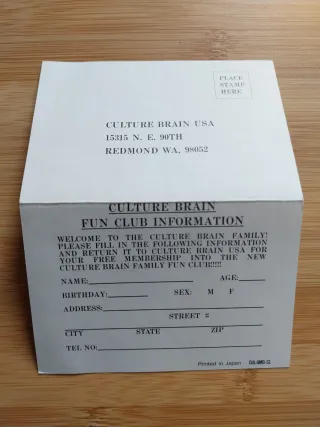 PLACE
STAMP
HERE
CULTURE BRAIN USA
15315 N. E. 90TH
REDMOND WA, 98052
CULTURE BRAIN
FUN CLUB INFORMATION
WELCOME TO THE CULTURE BRAIN FAMILY!
PLEASE FILL IN THE FOLLOWING INFORMATION
AND RETURN IT TO CULTURE BRAIN USA FOR
YOUR FREE MEMBERSHIP INTO THE NEW
CULTURE BRAIN FAMILY FUN CLUB!!!!!
NAME: AGE:
BIRTHDAY: SEX: M F
ADDRESS:
STREET #
CITY STATE ZIP
TEL NO:
Printed in Japan